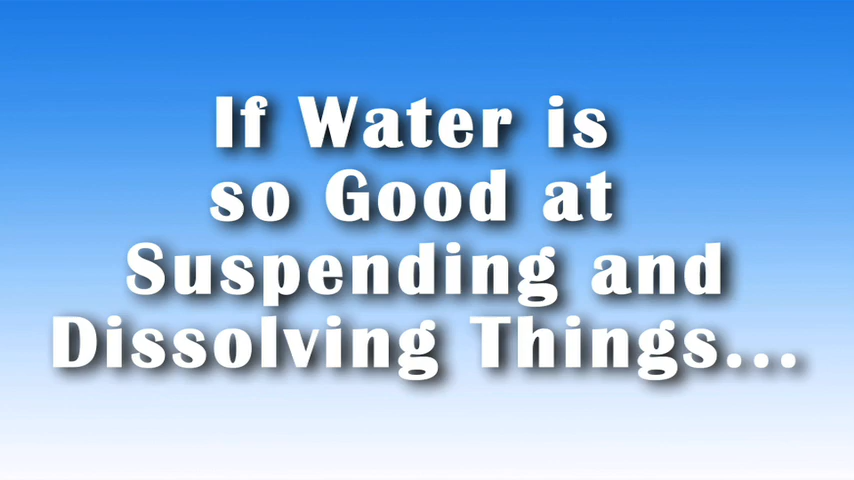 If Water is
so Good at
Suspending and
Dissolving Things...